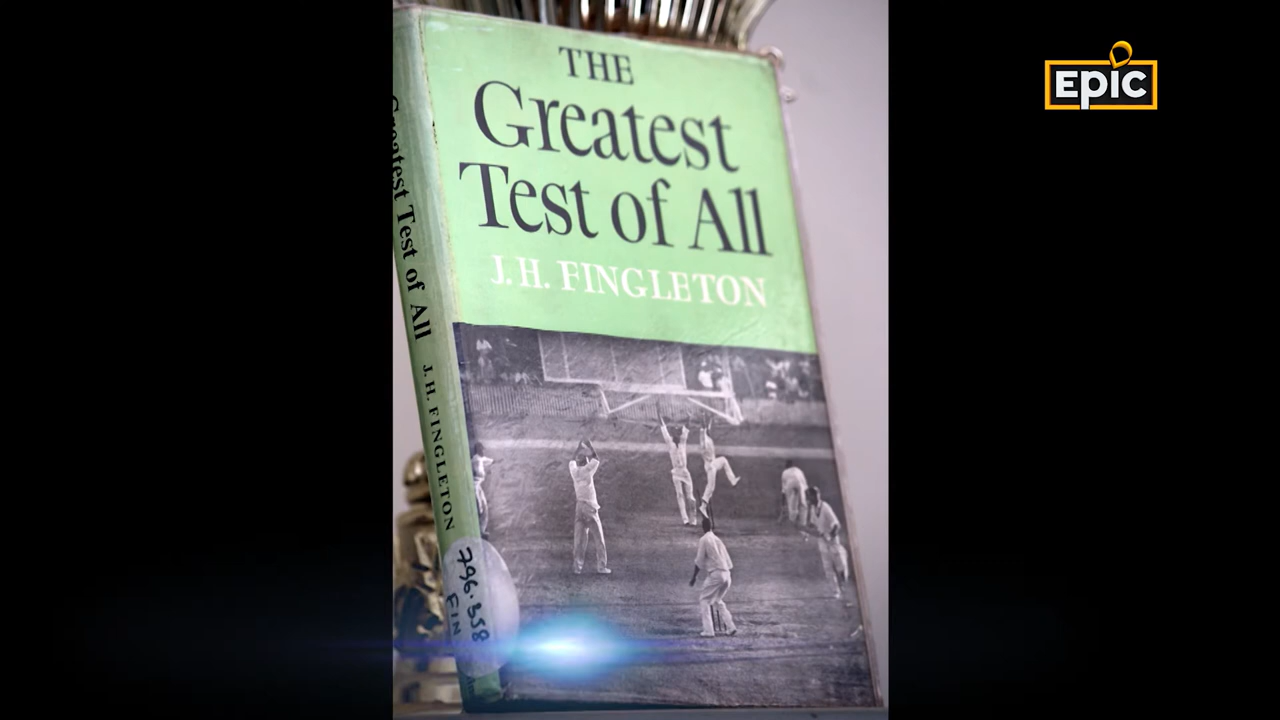 THE
Greatest
Test of All
J. H. FINGLETON
Greatest Test of All J. H. FINGLETON
796.358
FIN
EPIC